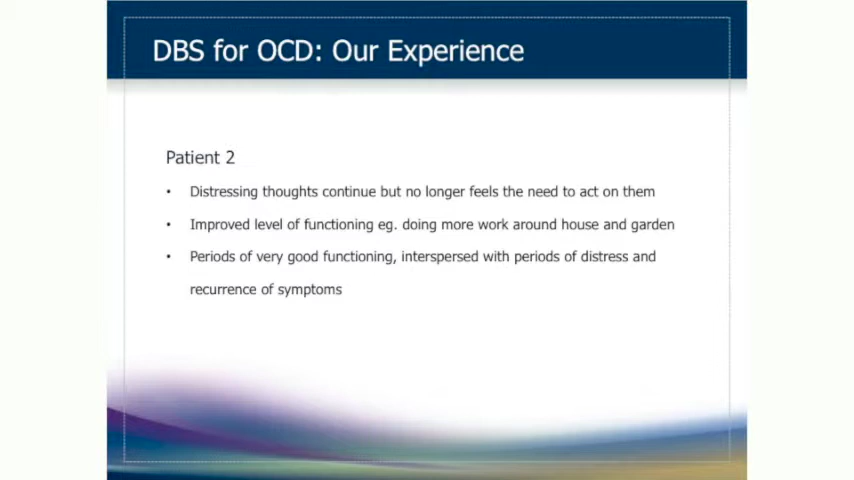 DBS for OCD: Our Experience
Patient 2
• Distressing thoughts continue but no longer feels the need to act on them
• Improved level of functioning eg. doing more work around house and garden
• Periods of very good functioning, interspersed with periods of distress and
recurrence of symptoms